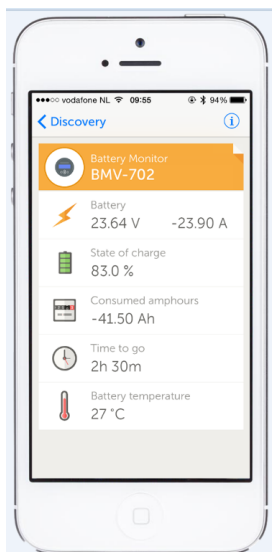 ●●●○○ vodafone NL 09:55 94%
Discovery
Battery Monitor
BMV-702
Battery
23.64 V -23.90 A
State of charge
83.0 %
Consumed amphours
-41.50 Ah
Time to go
2h 30m
Battery temperature
27 °C